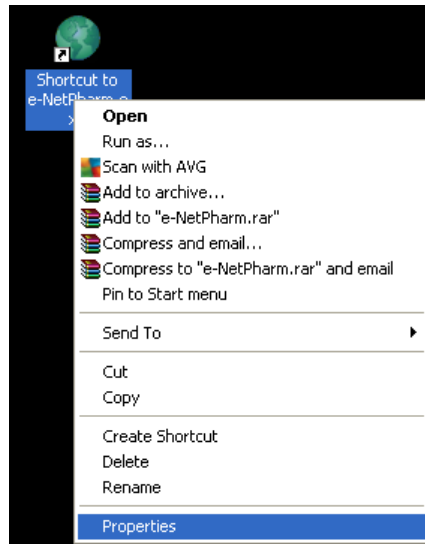 Shortcut to
e-NetPharm.e
Open
Run as...
Scan with AVG
Add to archive...
Add to "e-NetPharm.rar"
Compress and email...
Compress to "e-NetPharm.rar" and email
Pin to Start menu
Send To
Cut
Copy
Create Shortcut
Delete
Rename
Properties